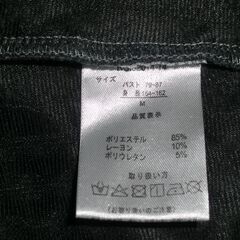 サイズ
バスト 79-87
身長 154-162
M
品質表示
ポリエステル 85%
レーヨン 10%
ポリウレタン 5%
取り扱い方